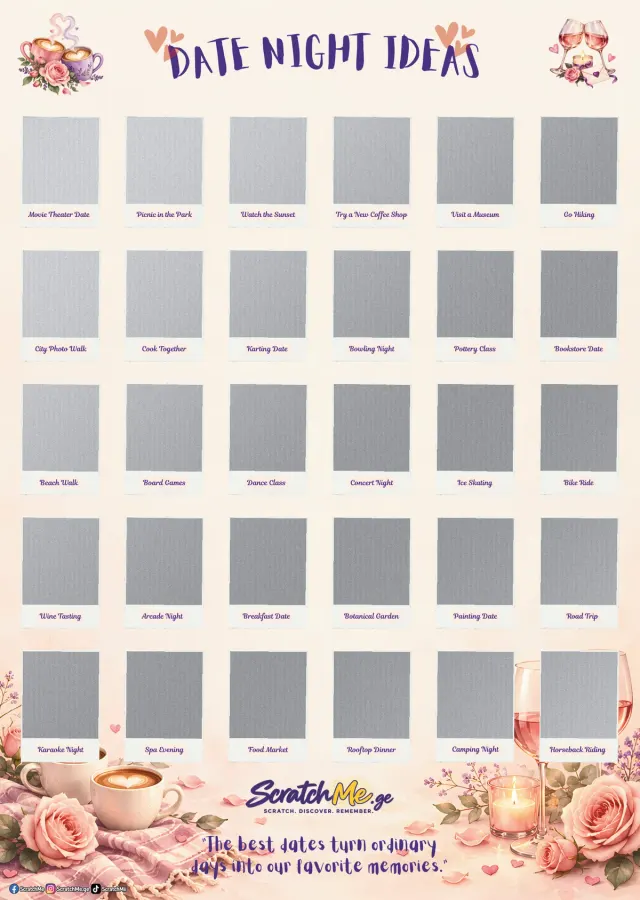 DATE NIGHT IDEAS
Movie Theater Date
Picnic in the Park
Watch the Sunset
Try a New Coffee Shop
Visit a Museum
Go Hiking
City Photo Walk
Cook Together
Karting Date
Bowling Night
Pottery Class
Bookstore Date
Beach Walk
Board Games
Dance Class
Concert Night
Ice Skating
Bike Ride
Wine Tasting
Arcade Night
Breakfast Date
Botanical Garden
Painting Date
Road Trip
Karaoke Night
Spa Evening
Food Market
Rooftop Dinner
Camping Night
Horseback Riding
ScratchMe.ge
SCRATCH. DISCOVER. REMEMBER.
"The best dates turn ordinary
days into our favorite memories."
ScratchMe ScratchMe.ge ScratchMe